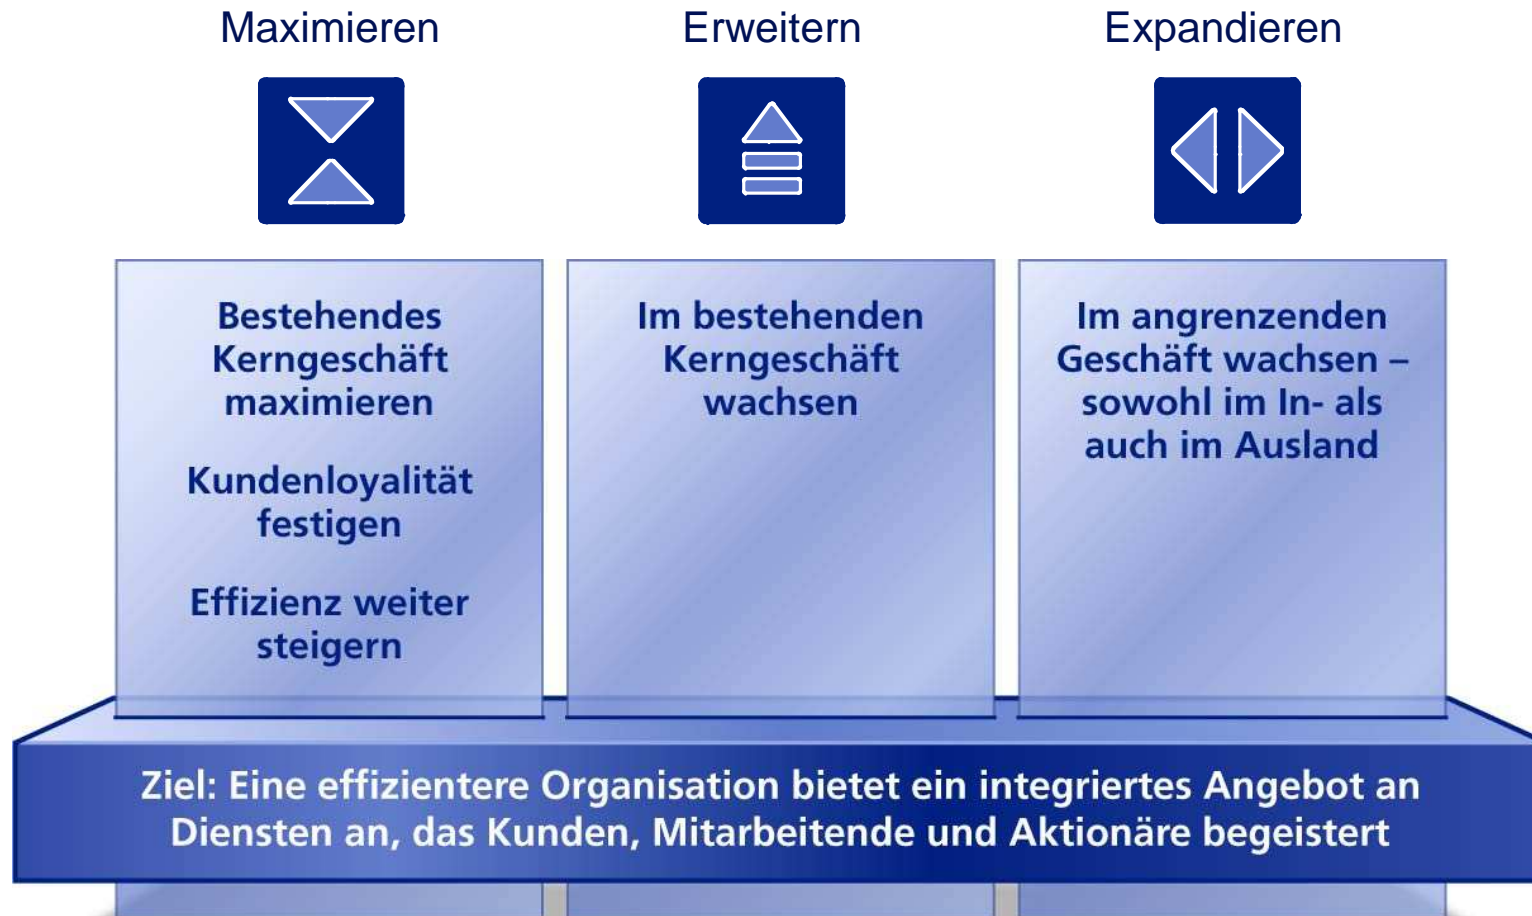 Maximieren
Erweitern
Expandieren
Bestehendes
Kerngeschäft
maximieren
Kundenloyalität
festigen
Effizienz weiter
steigern
Im bestehenden
Kerngeschäft
wachsen
Im angrenzenden
Geschäft wachsen –
sowohl im In- als
auch im Ausland
Ziel: Eine effizientere Organisation bietet ein integriertes Angebot an
Diensten an, das Kunden, Mitarbeitende und Aktionäre begeistert